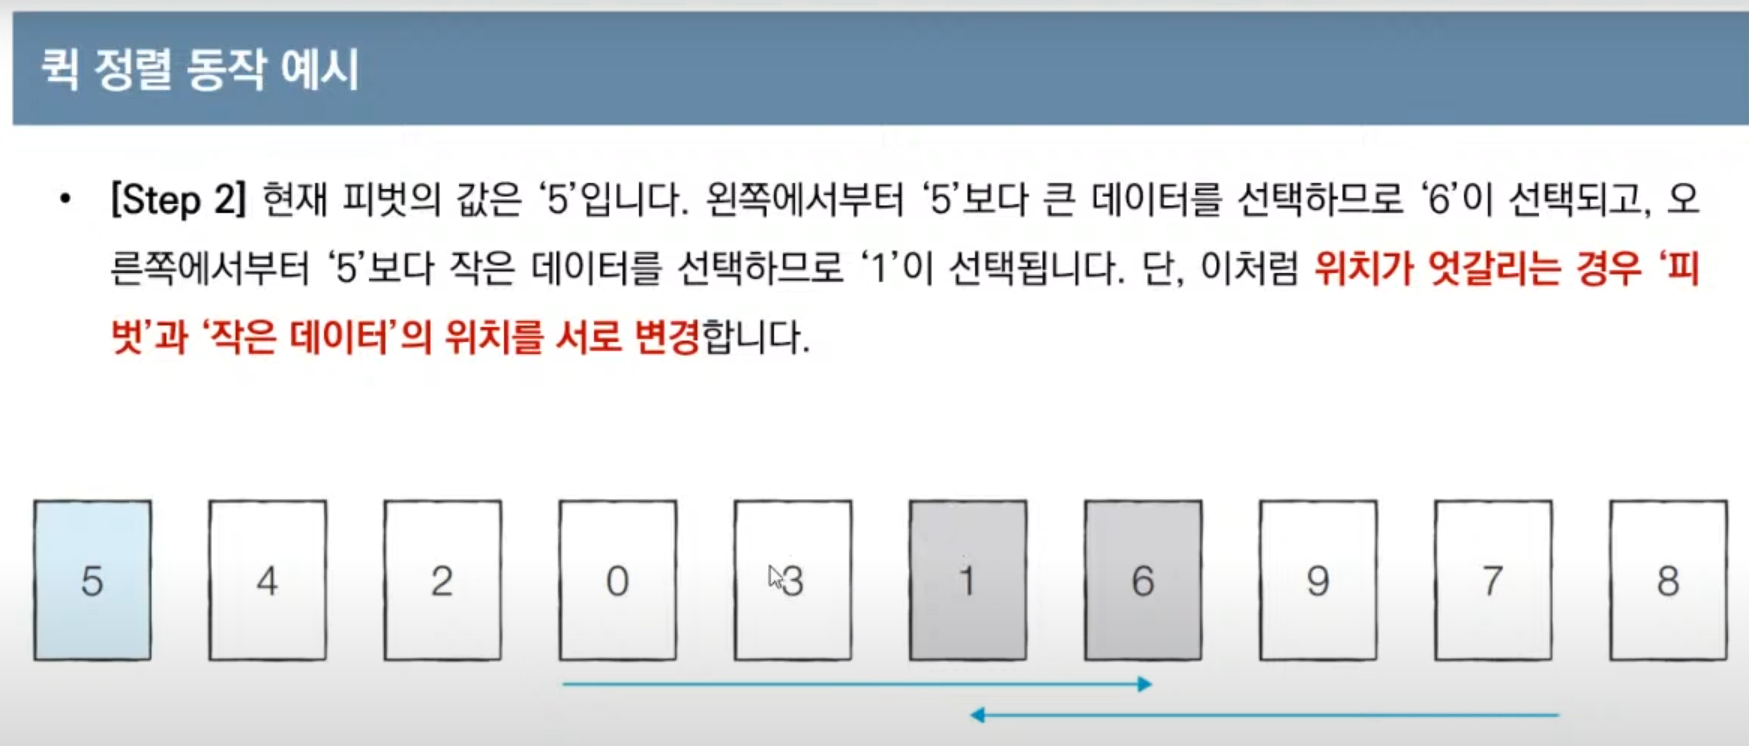 퀵 정렬 동작 예시
• [Step 2] 현재 피벗의 값은 ‘5’입니다. 왼쪽에서부터 ‘5’보다 큰 데이터를 선택하므로 ‘6’이 선택되고, 오
른쪽에서부터 ‘5’보다 작은 데이터를 선택하므로 ‘1’이 선택됩니다. 단, 이처럼 위치가 엇갈리는 경우 ‘피
벗’과 ‘작은 데이터’의 위치를 서로 변경합니다.
5 4 2 0 3 1 6 9 7 8